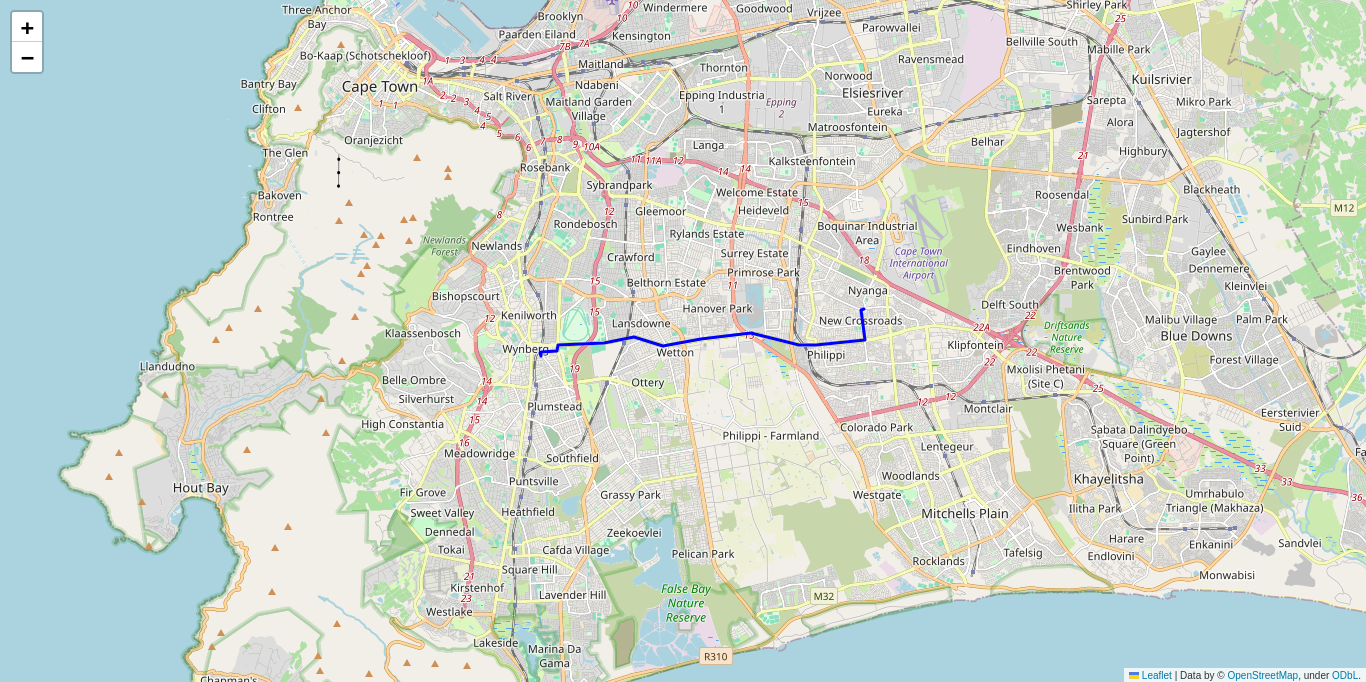 +
−
Three Anchor
Bay
Brooklyn
Windermere
Goodwood
Vrijzee
Shirley Park
Paarden Eiland
Kensington
Parowvallei
Bellville South
Mabille Park
Bo-Kaap (Schotschekloof)
Maitland
Thornton
Ravensmead
Bantry Bay
Cape Town
Ndabeni
Norwood
Elsiesriver
Kuilsrivier
Clifton
Salt River
Maitland Garden
Village
Epping Industria
1
Epping
2
Eureka
Sarepta
Mikro Park
Matroosfontein
Alora
Jagtershof
Oranjezicht
Langa
Belhar
Highbury
The Glen
Rosebank
Kalksteenfontein
Bakoven
Sybrandpark
Welcome Estate
Roosendal
Blackheath
Rontree
Gleemoor
Heideveld
M12
Rondebosch
Rylands Estate
Boquinar Industrial
Area
Wesbank
Sunbird Park
Newlands
Forest
Newlands
Crawford
Surrey Estate
Cape Town
International
Airport
Eindhoven
Gaylee
Primrose Park
Brentwood
Park
Dennemere
Belthorn Estate
Nyanga
Kleinvlei
Bishopscourt
Hanover Park
Delft South
Kenilworth
Lansdowne
New Crossroads
Malibu Village
Palm Park
Klaassenbosch
Driftsands
Nature
Reserve
Blue Downs
Wynberg
Wetton
Philippi
Klipfontein
Forest Village
Llandudno
Mxolisi Phetani
(Site C)
Belle Ombre
Ottery
Silverhurst
Plumstead
Montclair
Eersterivier
Suid
High Constantia
Philippi - Farmland
Colorado Park
Sabata Dalindyebo
Square (Green
Point)
Meadowridge
Southfield
Lentegeur
Hout Bay
Puntsville
Woodlands
Khayelitsha
Fir Grove
Grassy Park
Westgate
Umrhabulo
Triangle (Makhaza)
Sweet Valley
Heathfield
Mitchells Plain
Ilitha Park
Dennedal
Zeekoevlei
Harare
Enkanini
Sandvlei
Tokai
Cafda Village
Pelican Park
Tafelsig
Endlovini
Square Hill
Rocklands
Monwabisi
Kirstenhof
Lavender Hill
False Bay
Nature
Reserve
M32
Westlake
Lakeside
Marina Da
Gama
R310
Chapman's
Leaflet | Data by © OpenStreetMap, under ODbL.